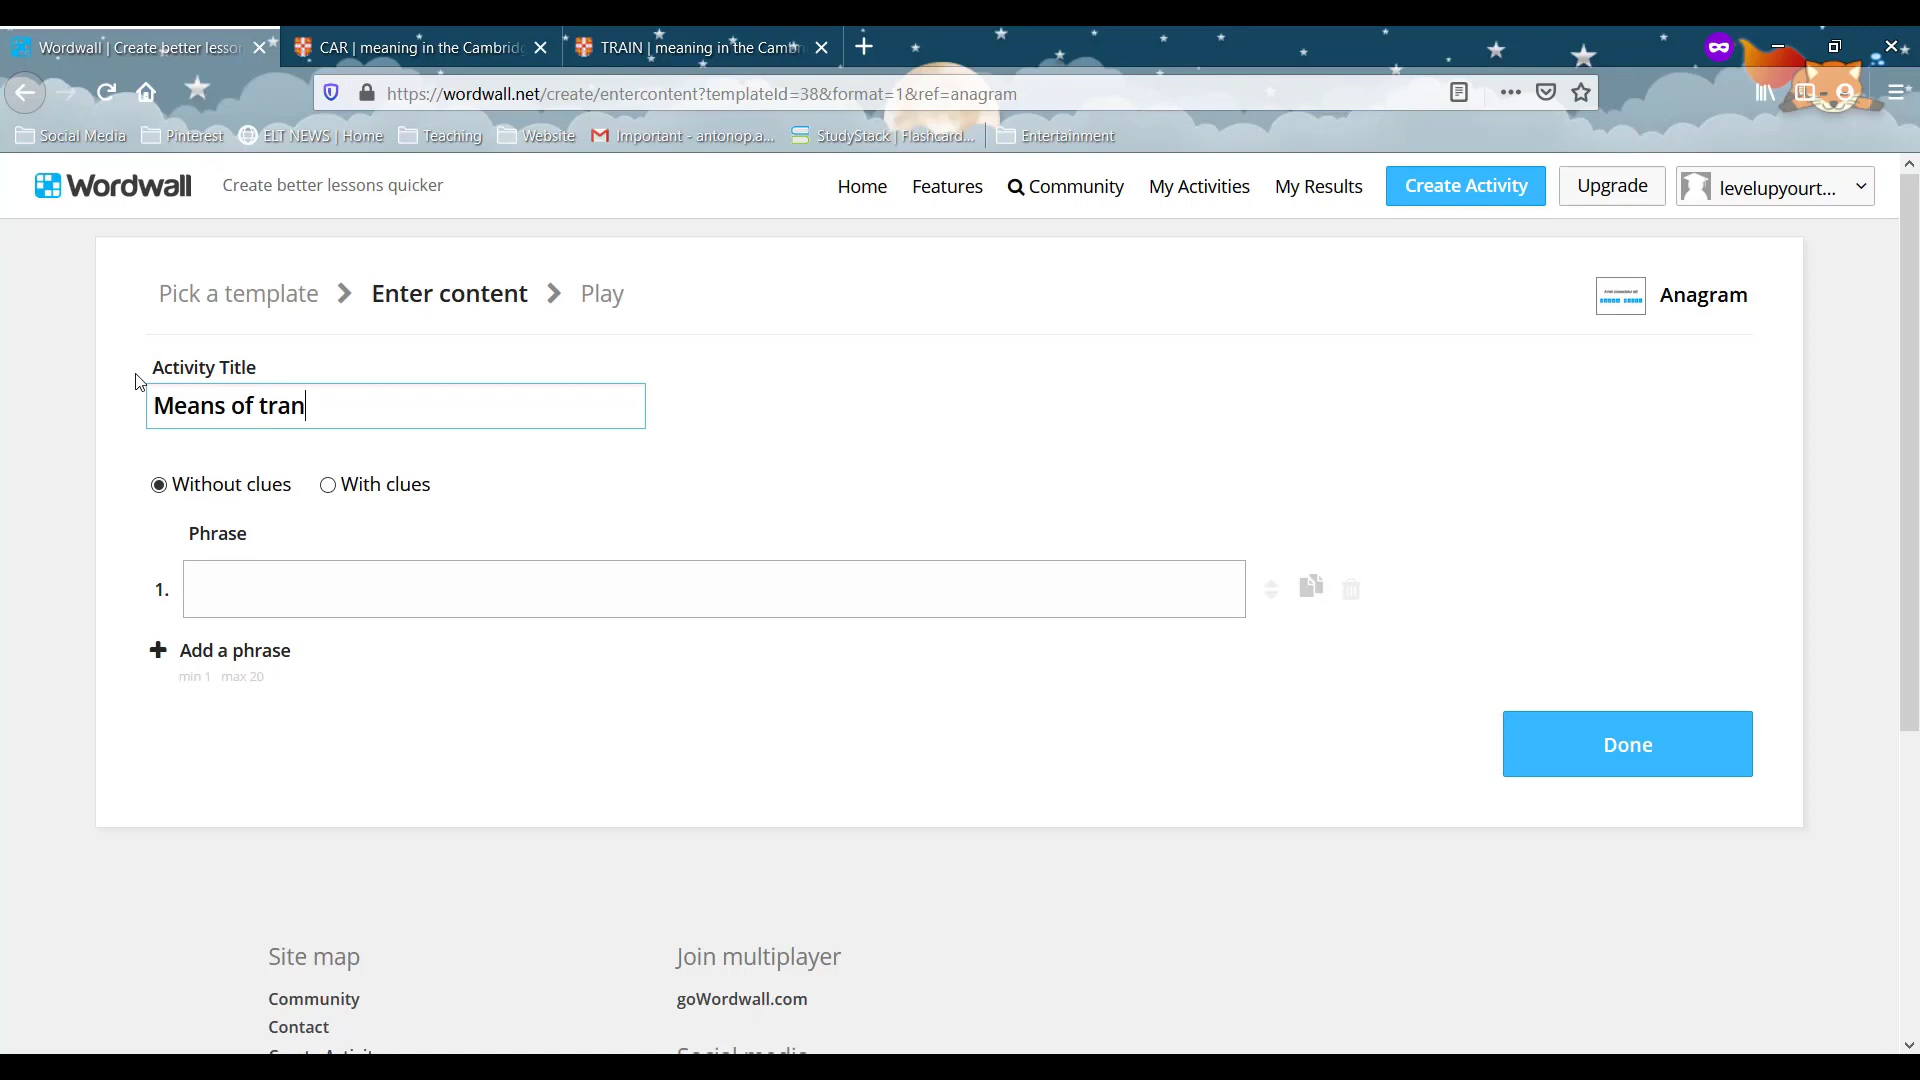 Wordwall | Create better lesso
CAR | meaning in the Cambrid
TRAIN | meaning in the Camb
https://wordwall.net/create/entercontent?templateId=38&format=1&ref=anagram
Social Media
Pinterest
ELT NEWS | Home
Teaching
Website
Important - antonop.a...
StudyStack | Flashcard...
Entertainment
Wordwall
Create better lessons quicker
Home
Features
Community
My Activities
My Results
Create Activity
Upgrade
levelupyourt...
Pick a template
Enter content
Play
Anagram
Activity Title
Means of tran
Without clues
With clues
Phrase
1.
Add a phrase
min 1 max 20
Done
Site map
Join multiplayer
Community
goWordwall.com
Contact
Create Activity
Social media